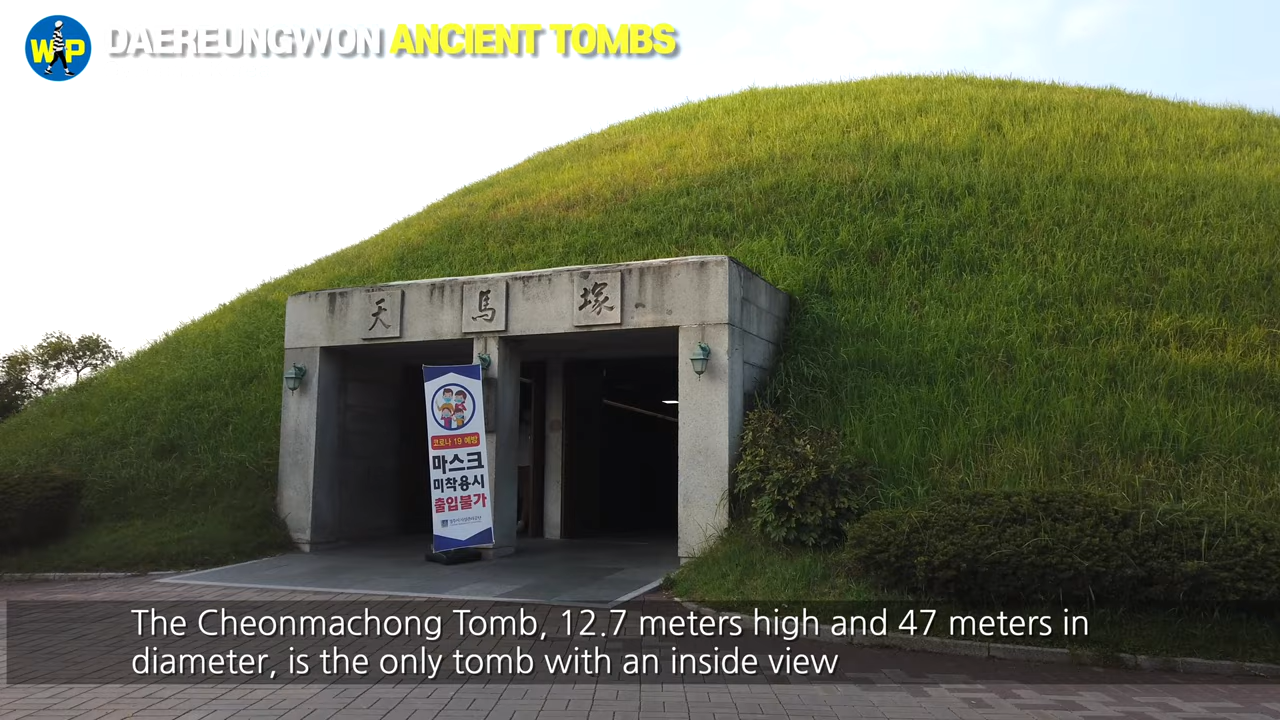 WP
DAEREUNGWON ANCIENT TOMBS
天 馬 塚
코로나 19 예방
마스크
미착용시
출입불가
The Cheonmachong Tomb, 12.7 meters high and 47 meters in
diameter, is the only tomb with an inside view